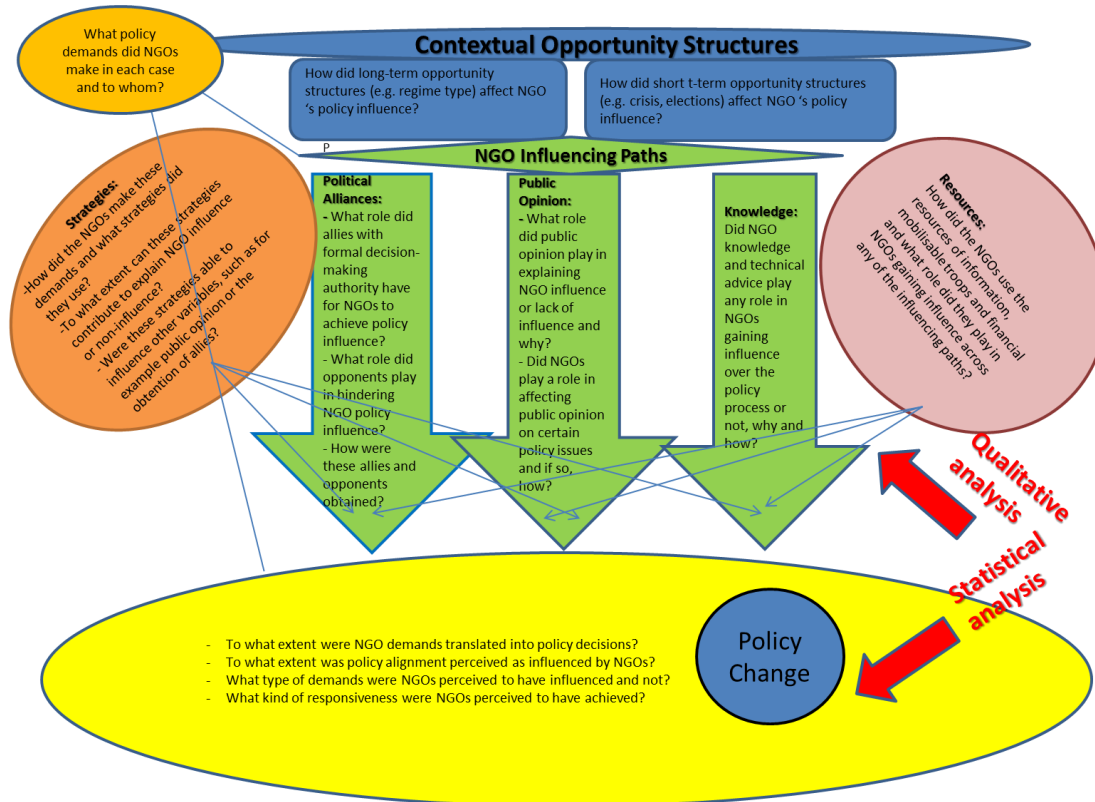 What policy
demands did NGOs
make in each case
and to whom?
Contextual Opportunity Structures
How did long-term opportunity
structures (e.g. regime type) affect NGO
‘s policy influence?
How did short t-term opportunity structures
(e.g. crisis, elections) affect NGO ‘s policy
influence?
P
NGO Influencing Paths
Strategies:
-How did the NGOs make these
demands and what strategies did
they use?
-To what extent can these strategies
contribute to explain NGO influence
or non-influence?
- Were these strategies able to
influence other variables, such as for
example public opinion or the
obtention of allies?
Political
Alliances:
- What role did
allies with
formal decision-
making
authority have
for NGOs to
achieve policy
influence?
- What role did
opponents play
in hindering
NGO policy
influence?
- How were
these allies and
opponents
obtained?
Public
Opinion:
- What role
did public
opinion play in
explaining
NGO influence
or lack of
influence and
why?
- Did NGOs
play a role in
affecting
public opinion
on certain
policy issues
and if so,
how?
Knowledge:
Did NGO
knowledge
and technical
advice play
any role in
NGOs
gaining
influence
over the
policy
process or
not, why and
how?
Resources:
How did the NGOs use the
resources of information,
mobilisable troops and financial
and what role did they play in
NGOs gaining influence across
any of the influencing paths?
Qualitative
analysis
Statistical
analysis
- To what extent were NGO demands translated into policy decisions?
- To what extent was policy alignment perceived as influenced by NGOs?
- What type of demands were NGOs perceived to have influenced and not?
- What kind of responsiveness were NGOs perceived to have achieved?
Policy
Change